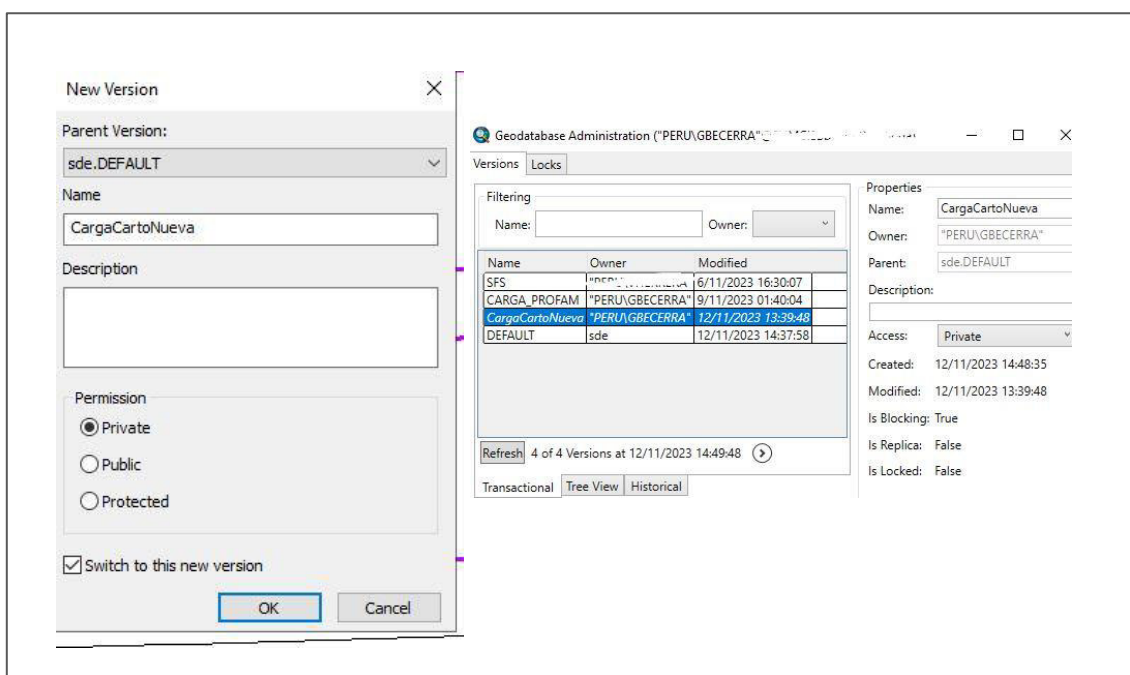 New Version
Parent Version:
sde.DEFAULT
Name
CargaCartoNueva
Description
Permission
Private
Public
Protected
Switch to this new version
OK Cancel
Geodatabase Administration ("PERU\GBECERRA"
Versions Locks
Filtering
Name: Owner:
Name Owner Modified
SFS 6/11/2023 16:30:07
CARGA_PROFAM "PERU\GBECERRA" 9/11/2023 01:40:04
CargaCartoNueva "PERU\GBECERRA" 12/11/2023 13:39:48
DEFAULT sde 12/11/2023 14:37:58
Refresh 4 of 4 Versions at 12/11/2023 14:49:48
Transactional Tree View Historical
Properties
Name: CargaCartoNueva
Owner: "PERU\GBECERRA"
Parent: sde.DEFAULT
Description:
Access: Private
Created: 12/11/2023 14:48:35
Modified: 12/11/2023 13:39:48
Is Blocking: True
Is Replica: False
Is Locked: False